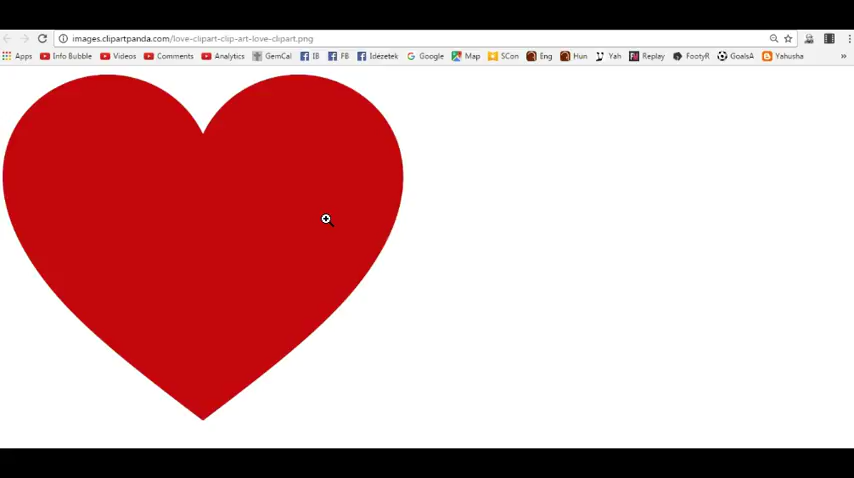 images.clipartpanda.com/love-clipart-clip-art-love-clipart.png
Apps Info Bubble Videos Comments Analytics GemCal IB FB Idézetek Google Map SCon Eng Hun Yah Replay FootyR GoalsA Yahusha »